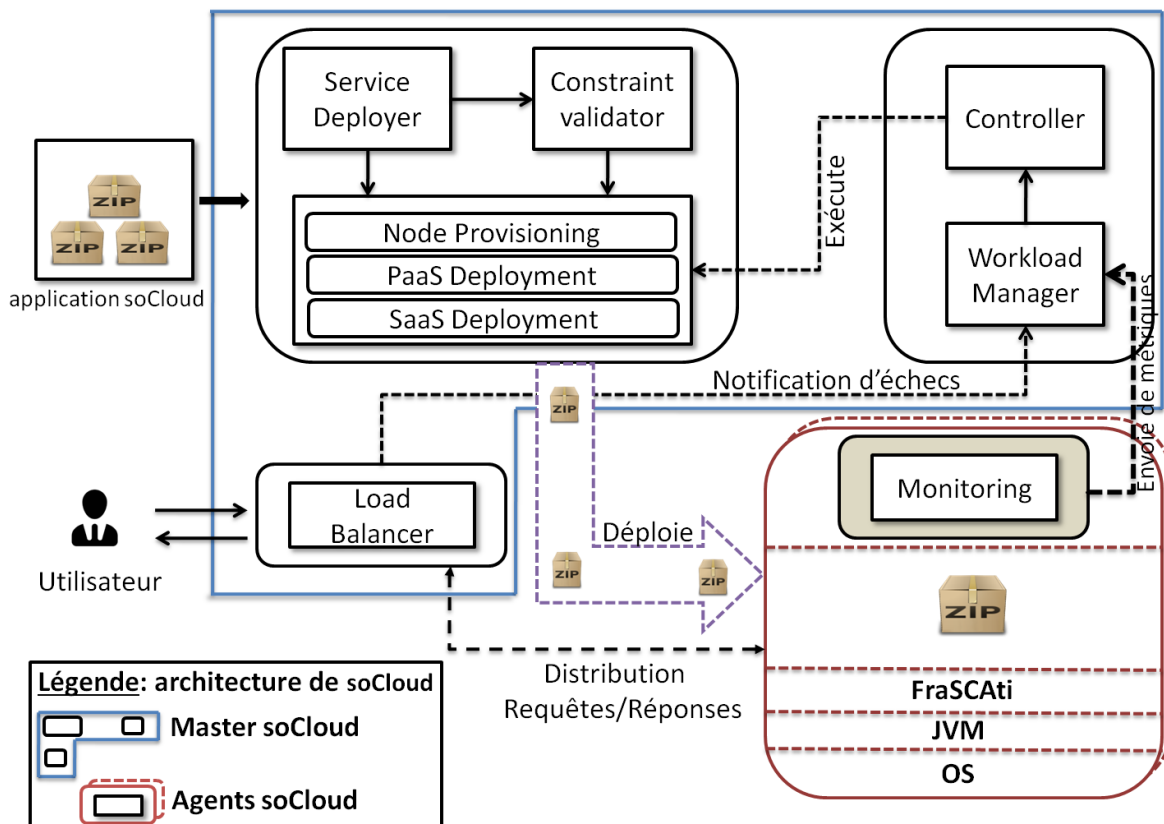 Service
Deployer
Constraint
validator
Controller
ZIP
ZIP
ZIP
application soCloud
Node Provisioning
PaaS Deployment
SaaS Deployment
Exécute
Workload
Manager
Envoie de métriques
Notification d'échecs
ZIP
Monitoring
Load
Balancer
Utilisateur
Déploie
ZIP
ZIP
ZIP
Distribution
Requêtes/Réponses
FraSCAti
JVM
OS
Légende: architecture de soCloud
Master soCloud
Agents soCloud